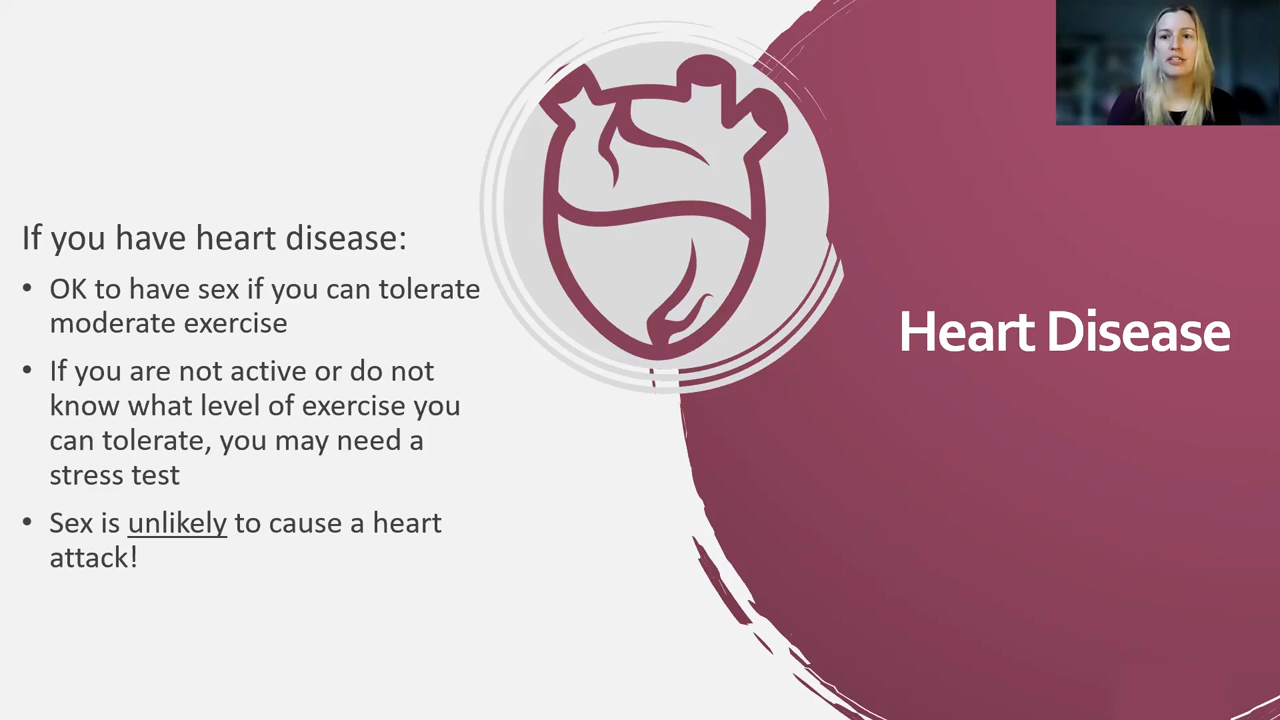 If you have heart disease:
• OK to have sex if you can tolerate
moderate exercise
• If you are not active or do not
know what level of exercise you
can tolerate, you may need a
stress test
• Sex is unlikely to cause a heart
attack!
Heart Disease